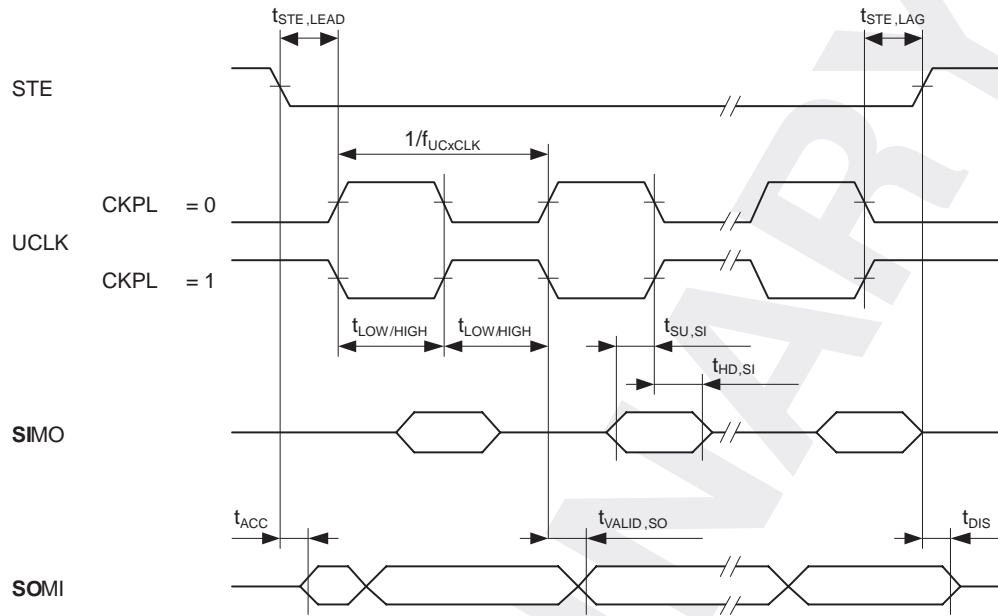 tSTE,LEAD
tSTE,LAG
STE
1/fUCxCLK
CKPL = 0
UCLK
CKPL = 1
tLOW/HIGH tLOW/HIGH
tSU,SI
tHD,SI
SIMO
tACC
tVALID,SO
tDIS
SOMI